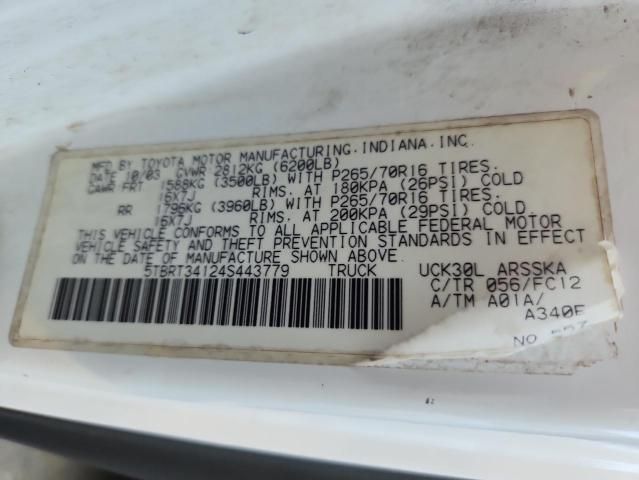 MFD. BY TOYOTA MOTOR MANUFACTURING, INDIANA, INC.
DATE 10/03 GVWR 2812KG (6200LB)
GAWR FRT 1588KG (3500LB) WITH P265/70R16 TIRES.
16X7J RIMS. AT 180KPA (26PSI) COLD
RR 1796KG (3960LB) WITH P265/70R16 TIRES.
16X7J RIMS. AT 200KPA (29PSI) COLD
THIS VEHICLE CONFORMS TO ALL APPLICABLE FEDERAL MOTOR
VEHICLE SAFETY AND THEFT PREVENTION STANDARDS IN EFFECT
ON THE DATE OF MANUFACTURE SHOWN ABOVE.
5TBRT34124S443779 TRUCK UCK30L ARSSKA
C/TR 056/FC12
A/TM A01A/
A340E
NO